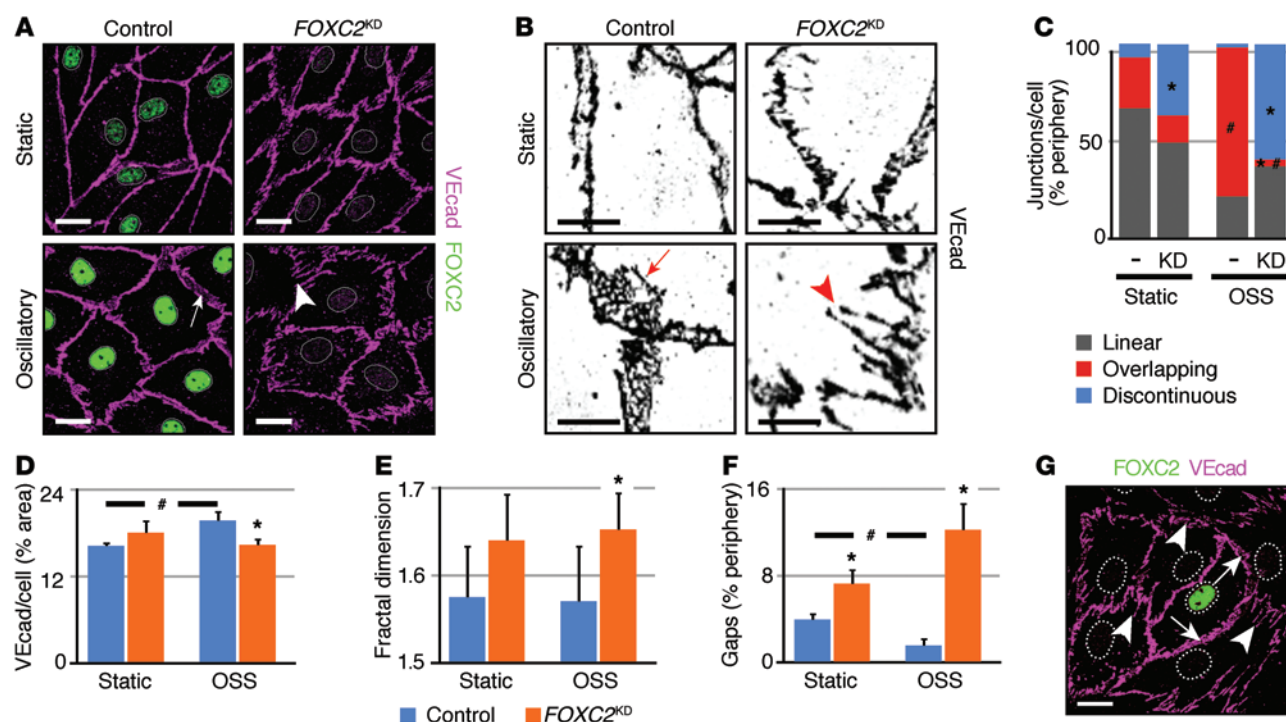 A
Control
FOXC2KD
Static
Oscillatory
VEcad FOXC2
B
Control
FOXC2KD
Static
Oscillatory
VEcad
C
Junctions/cell
(% periphery)
100
50
0
*
#
*
* #
- KD - KD
Static OSS
Linear
Overlapping
Discontinuous
D
VEcad/cell (% area)
24
12
0
#
*
Static OSS
E
Fractal dimension
1.7
1.6
1.5
*
Static OSS
Control FOXC2KD
F
Gaps (% periphery)
16
8
0
*
#
*
Static OSS
G
FOXC2 VEcad